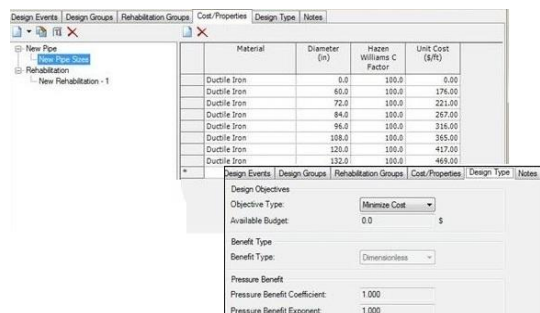 Design Events Design Groups Rehabilitation Groups Cost/Properties Design Type Notes
New Pipe
New Pipe Sizes
Rehabilitation
New Rehabilitation - 1
Material Diameter (in) Hazen Williams C Factor Unit Cost ($/ft)
Ductile Iron 0.0 100.0 0.00
Ductile Iron 60.0 100.0 176.00
Ductile Iron 72.0 100.0 221.00
Ductile Iron 84.0 100.0 267.00
Ductile Iron 96.0 100.0 316.00
Ductile Iron 108.0 100.0 365.00
Ductile Iron 120.0 100.0 417.00
Ductile Iron 132.0 100.0 469.00
*
Design Events Design Groups Rehabilitation Groups Cost/Properties Design Type Notes
Design Objectives
Objective Type: Minimize Cost
Available Budget: 0.0 $
Benefit Type
Benefit Type: Dimensionless
Pressure Benefit
Pressure Benefit Coefficient: 1.000
Pressure Benefit Exponent: 1.000